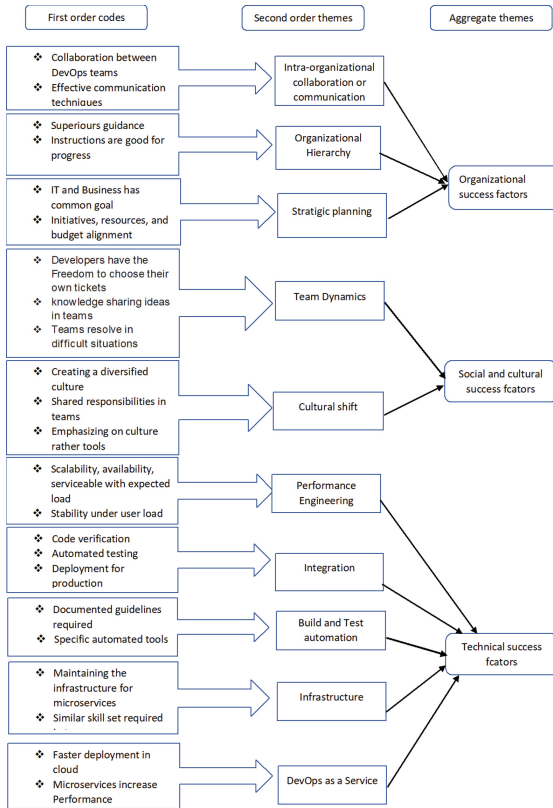 First order codes
Second order themes
Aggregate themes
❖ Collaboration between
DevOps teams
❖ Effective communication
techniques
Intra-organizational
collaboration or
communication
❖ Superiours guidance
❖ Instructions are good for
progress
Organizational
Hierarchy
Organizational
success factors
❖ IT and Business has
common goal
❖ Initiatives, resources, and
budget alignment
Stratigic planning
❖ Developers have the
Freedom to choose their
own tickets
❖ knowledge sharing ideas in
teams
❖ Teams resolve in
difficult situations
Team Dynamics
Social and cultural
success fcators
❖ Creating a diversified
culture
❖ Shared responsibilities in
teams
❖ Emphasizing on culture
rather tools
Cultural shift
❖ Scalability, availability,
serviceable with expected
load
❖ Stability under user load
Performance
Engineering
❖ Code verification
❖ Automated testing
❖ Deployment for
production
Integration
❖ Documented guidelines
required
❖ Specific automated tools
Build and Test
automation
Technical success
fcators
❖ Maintaining the
infrastructure for
microservices
❖ Similar skill set required
Infrastructure
❖ Faster deployment in
cloud
❖ Microservices increase
Performance
DevOps as a Service